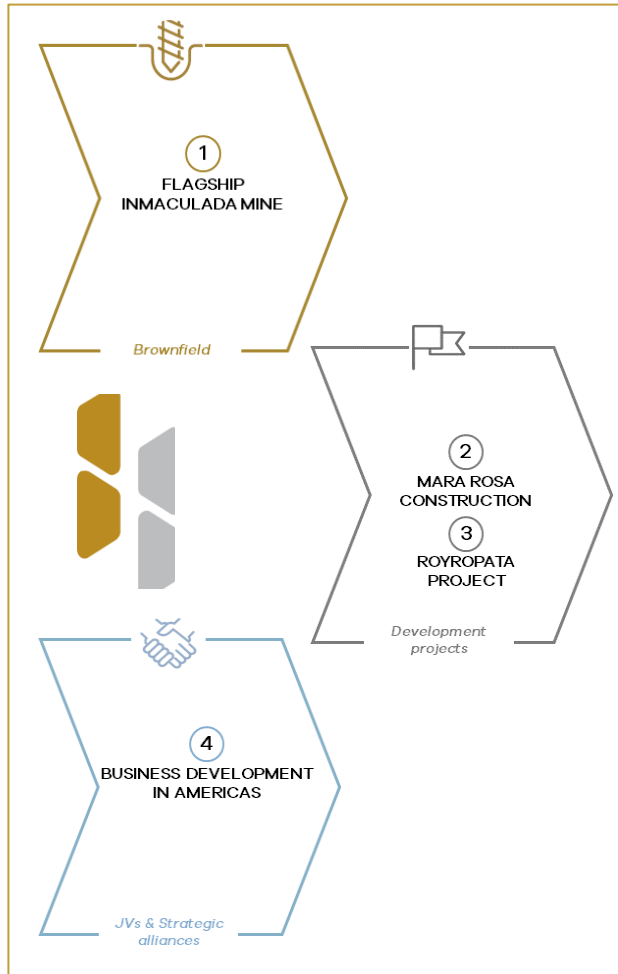 1
FLAGSHIP
INMACULADA MINE
Brownfield
2
MARA ROSA
CONSTRUCTION
3
ROYROPATA
PROJECT
Development
projects
4
BUSINESS DEVELOPMENT
IN AMERICAS
JVs & Strategic
alliances